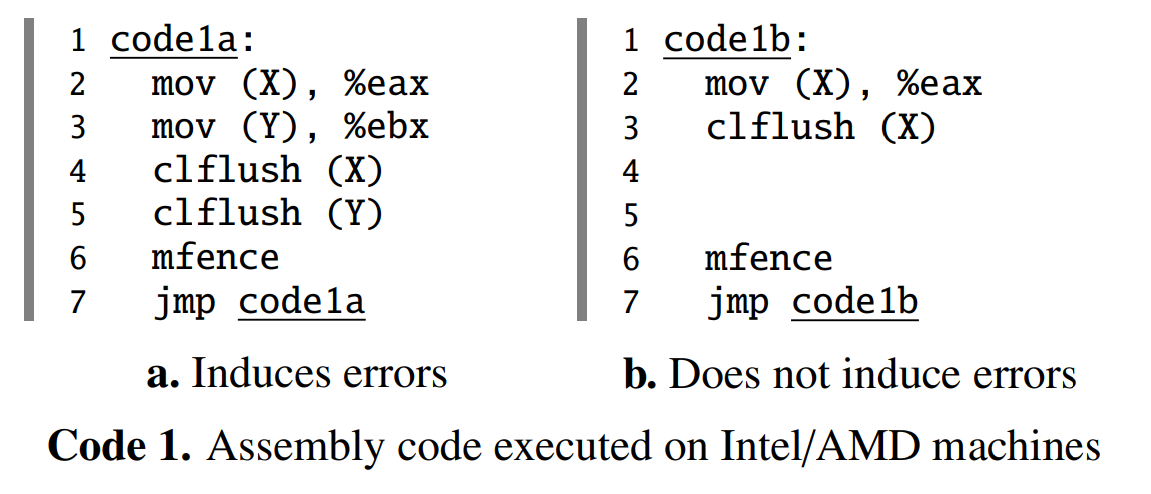 1 code1a:
2 mov (X), %eax
3 mov (Y), %ebx
4 clflush (X)
5 clflush (Y)
6 mfence
7 jmp code1a
a. Induces errors
1 code1b:
2 mov (X), %eax
3 clflush (X)
4
5
6 mfence
7 jmp code1b
b. Does not induce errors
Code 1. Assembly code executed on Intel/AMD machines